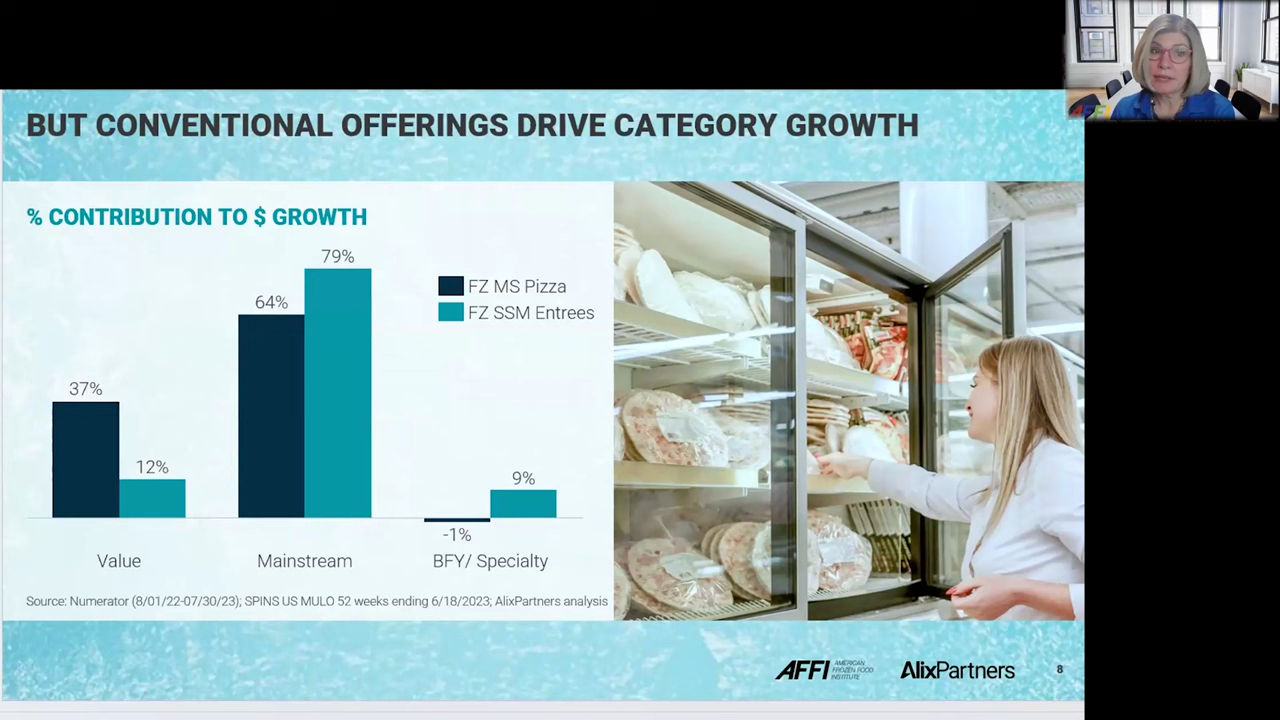 BUT CONVENTIONAL OFFERINGS DRIVE CATEGORY GROWTH
% CONTRIBUTION TO $ GROWTH
79%
64%
FZ MS Pizza
FZ SSM Entrees
37%
12%
9%
-1%
Value
Mainstream
BFY/ Specialty
Source: Numerator (8/01/22-07/30/23); SPINS US MULO 52 weeks ending 6/18/2023; AlixPartners analysis
AFFI
AMERICAN
FROZEN FOOD
INSTITUTE
AlixPartners
8